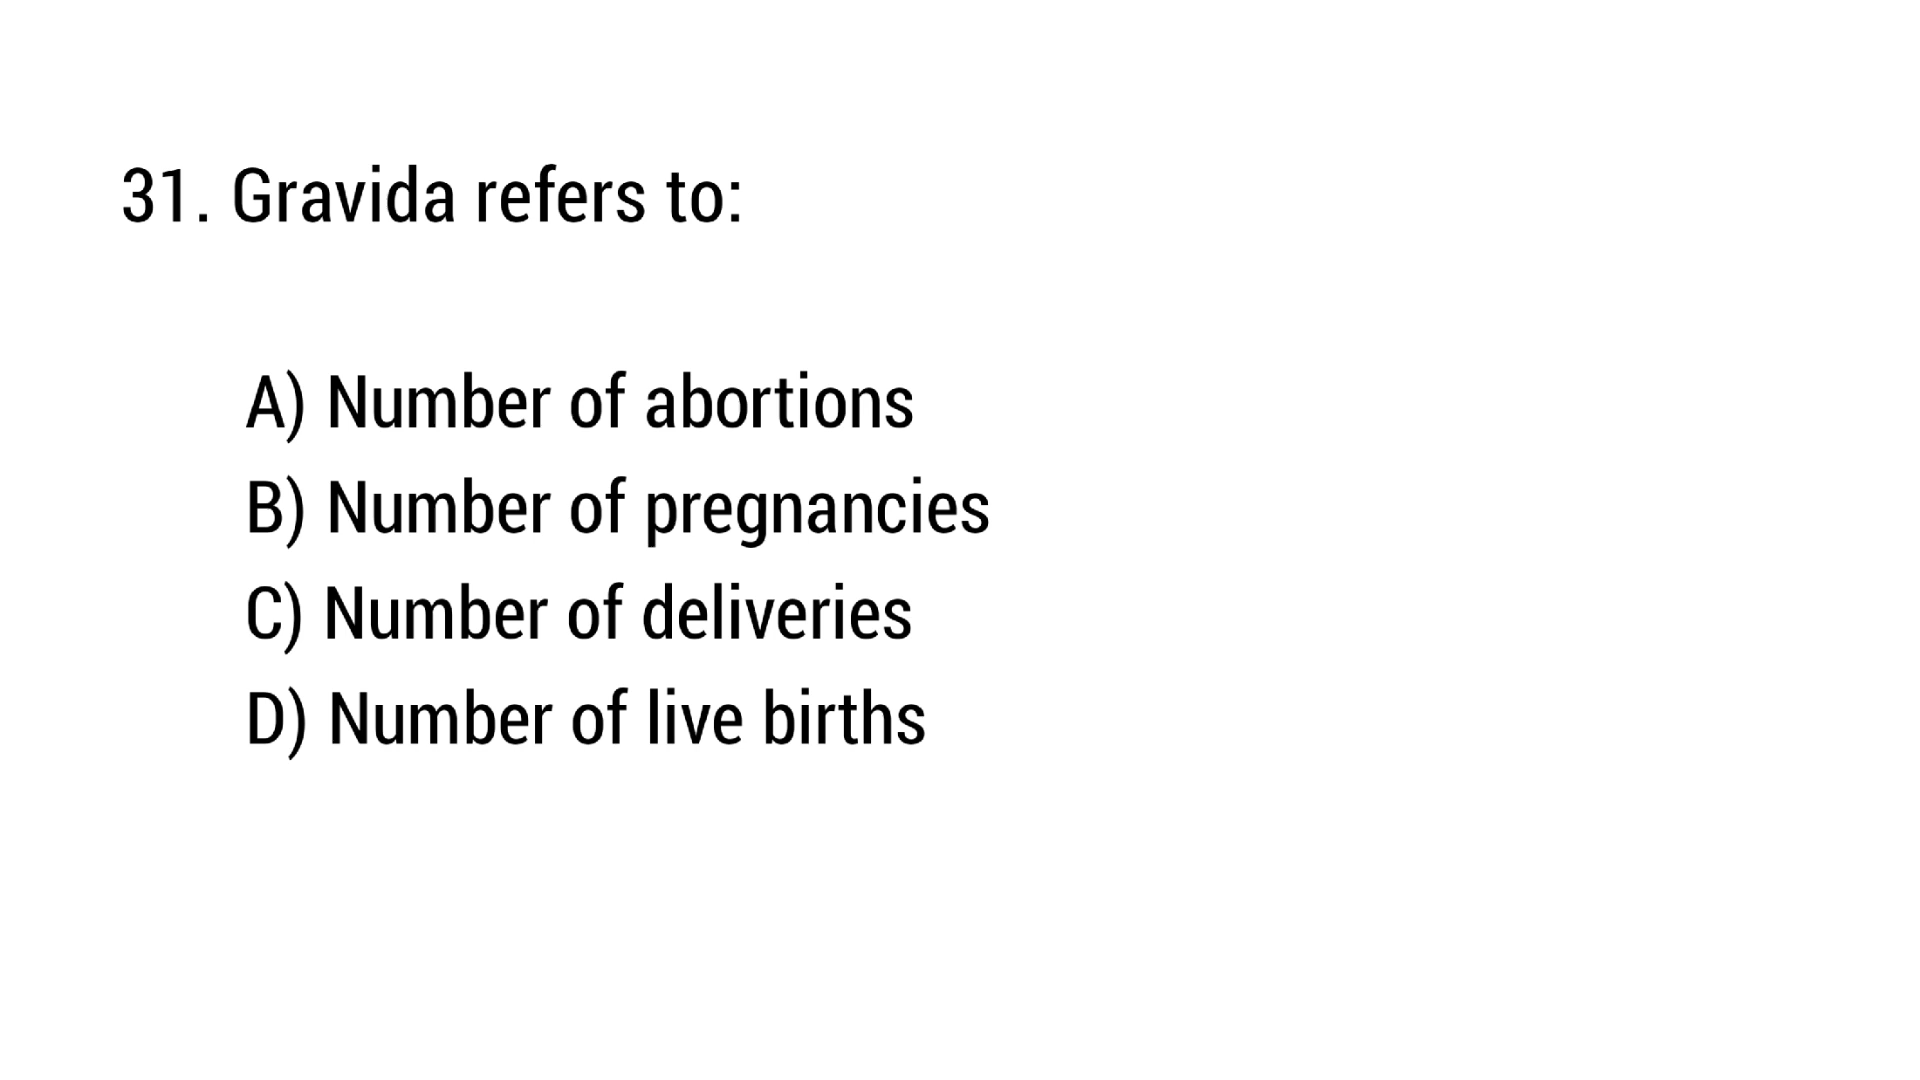 31. Gravida refers to:
A) Number of abortions
B) Number of pregnancies
C) Number of deliveries
D) Number of live births